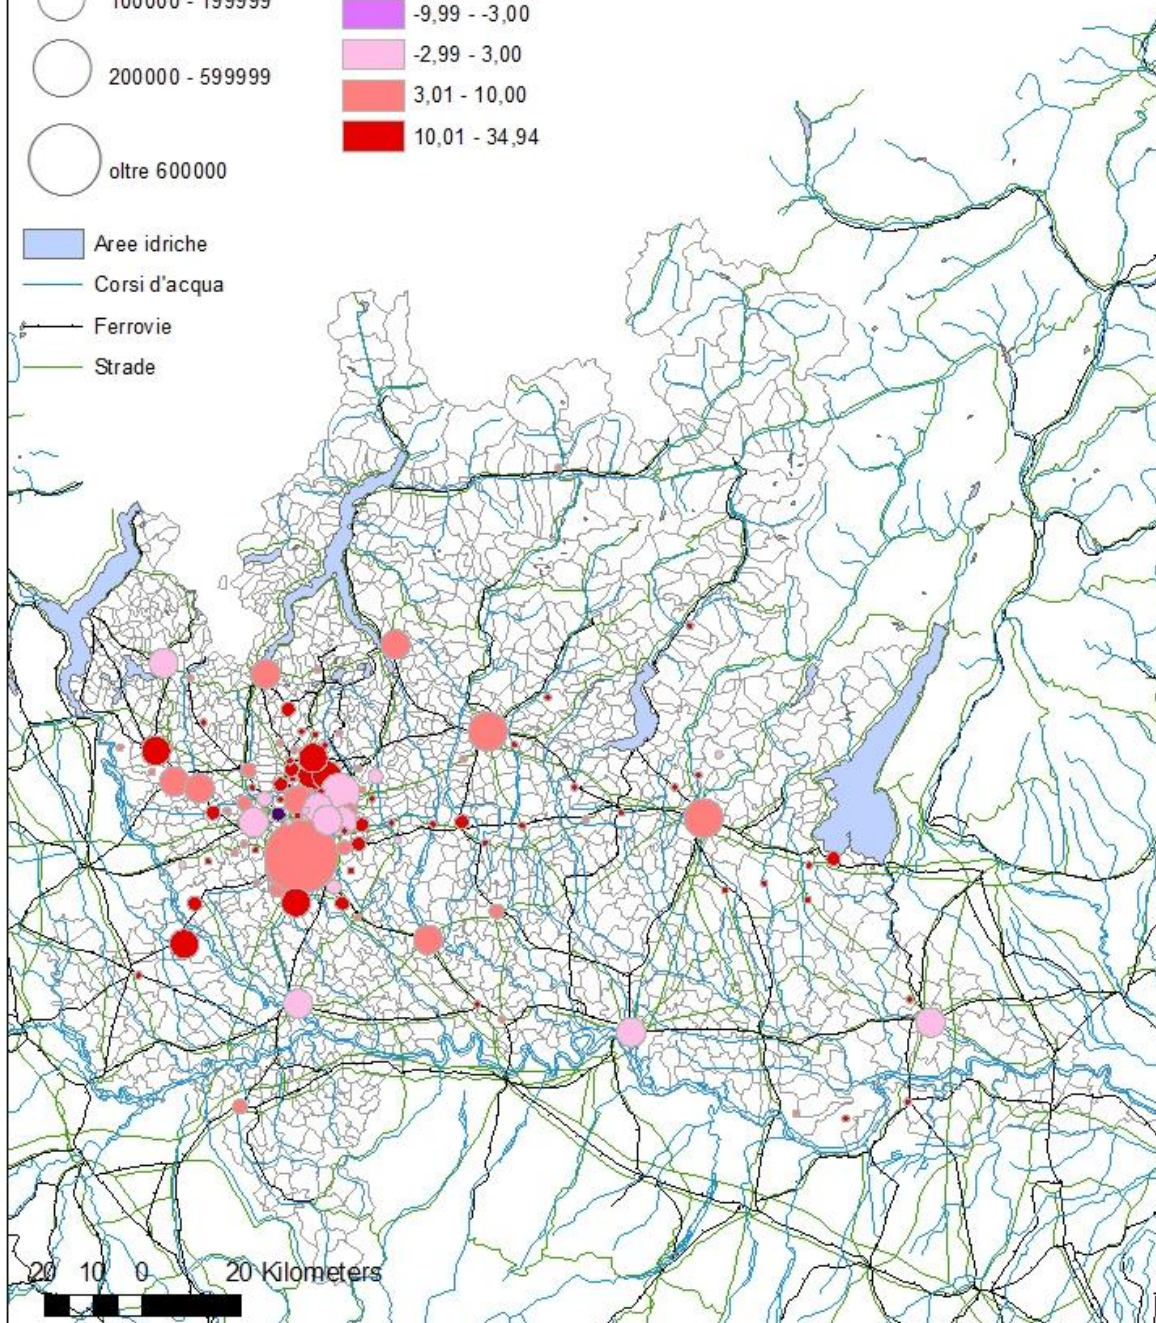 100000 - 199999
200000 - 599999
oltre 600000
-9,99 - -3,00
-2,99 - 3,00
3,01 - 10,00
10,01 - 34,94
Aree idriche
Corsi d'acqua
Ferrovie
Strade
20 10 0 20 Kilometers